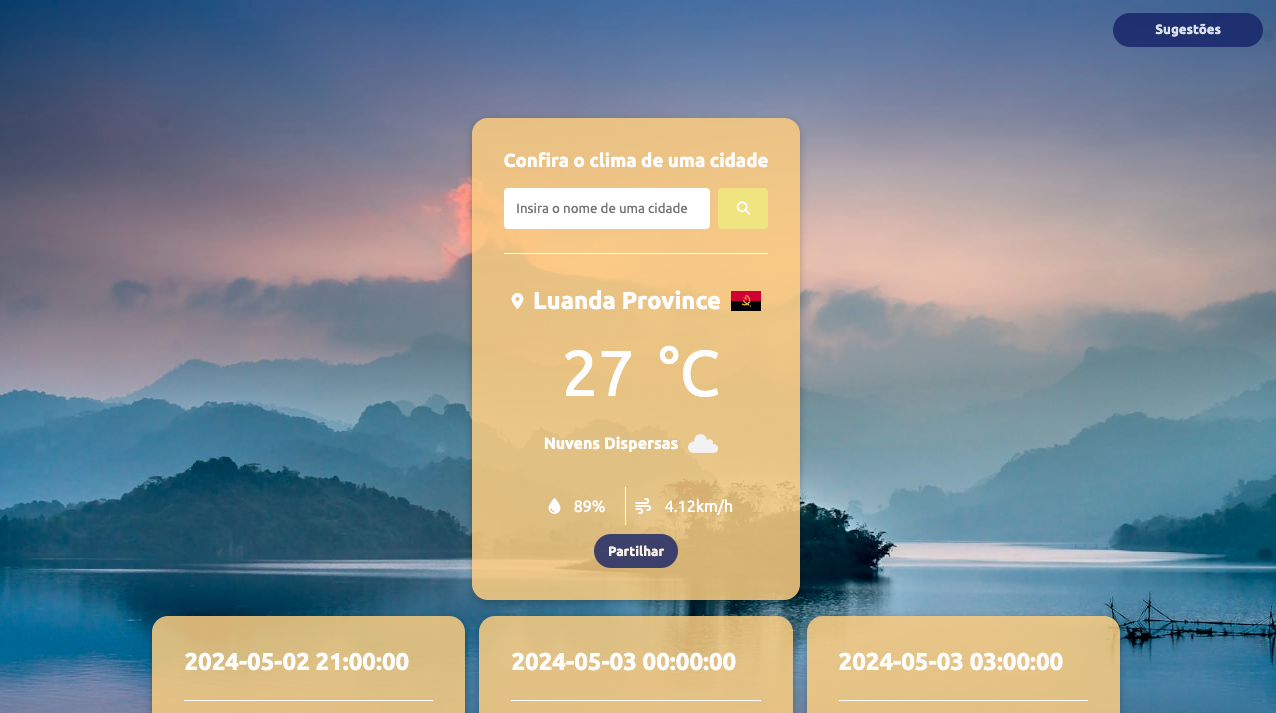 Sugestões
Confira o clima de uma cidade
Insira o nome de uma cidade
Luanda Province
27 °C
Nuvens Dispersas
89% 4.12km/h
Partilhar
2024-05-02 21:00:00 2024-05-03 00:00:00 2024-05-03 03:00:00